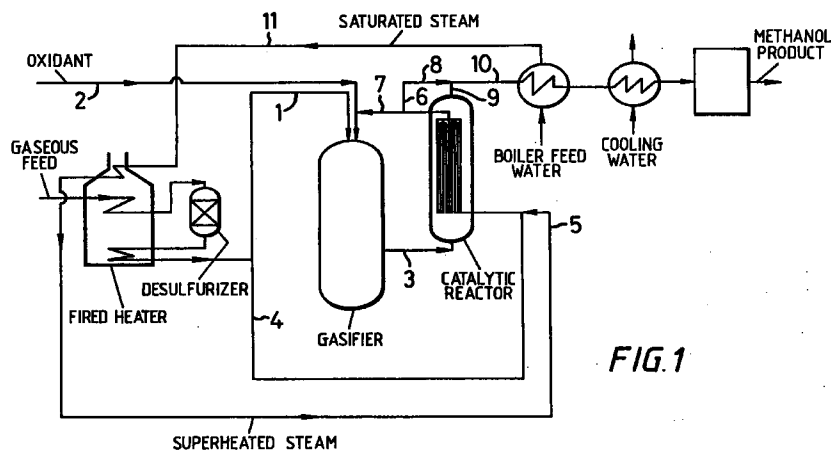 11
SATURATED STEAM
OXIDANT
2
1
8
7
6
10
9
METHANOL
PRODUCT
GASEOUS
FEED
BOILER FEED
WATER
COOLING
WATER
DESULFURIZER
FIRED HEATER
4
GASIFIER
3
CATALYTIC
REACTOR
5
FIG.1
SUPERHEATED STEAM